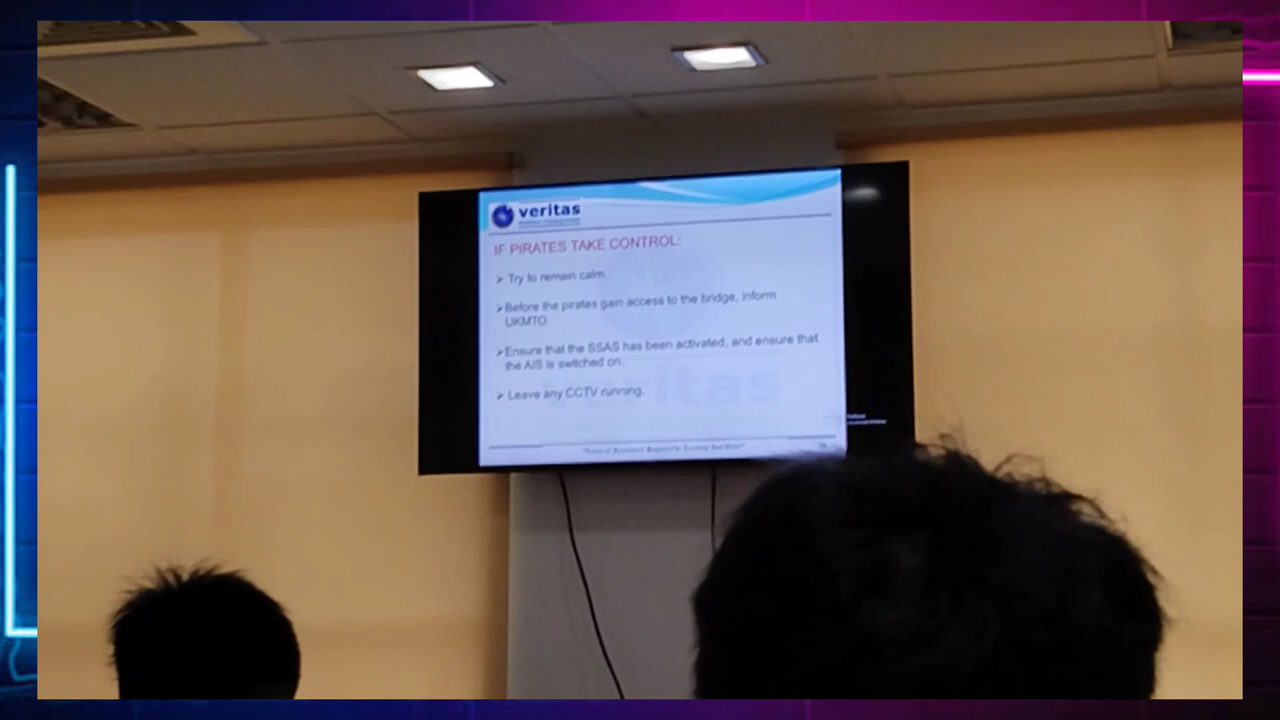 veritas
IF PIRATES TAKE CONTROL:
➢ Try to remain calm.
➢ Before the pirates gain access to the bridge, inform
UKMTO.
➢ Ensure that the SSAS has been activated, and ensure that
the AIS is switched on.
➢ Leave any CCTV running.
veritas